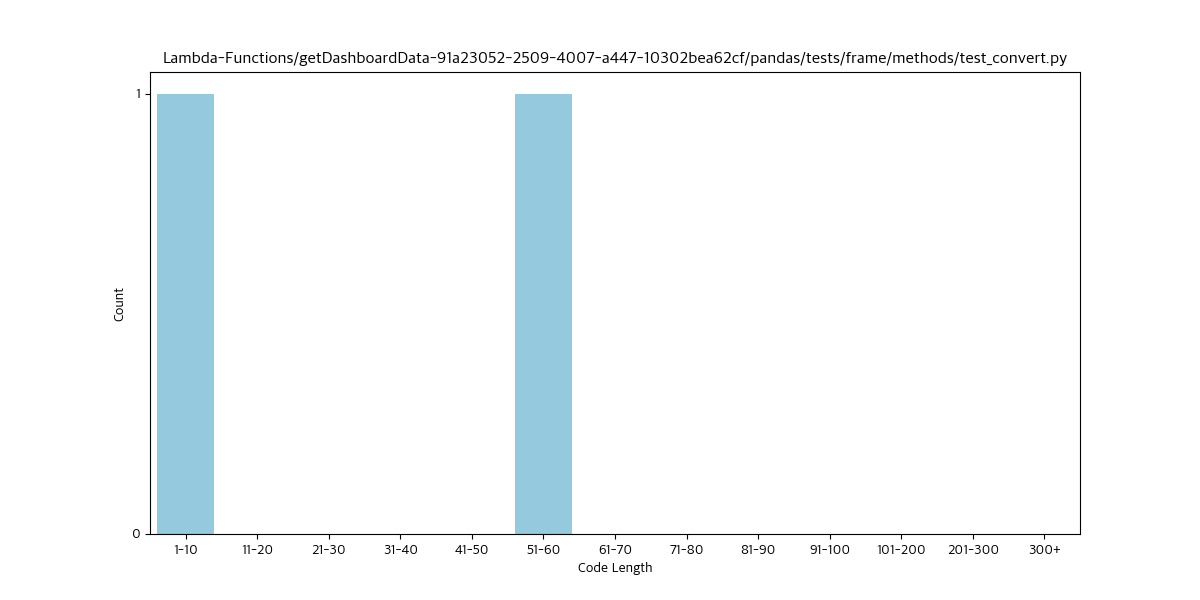 Lambda-Functions/getDashboardData-91a23052-2509-4007-a447-10302bea62cf/pandas/tests/frame/methods/test_convert.py
1
Count
0
1-10 11-20 21-30 31-40 41-50 51-60 61-70 71-80 81-90 91-100 101-200 201-300 300+
Code Length